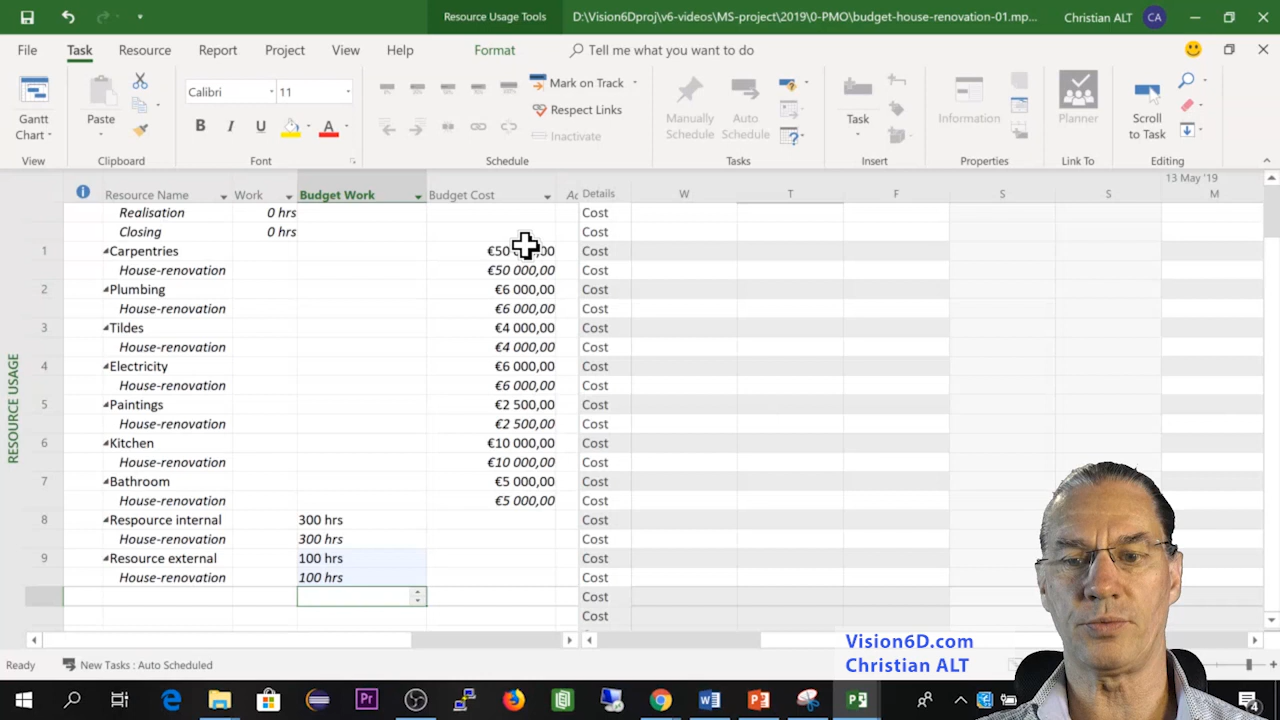 Resource Usage Tools
D:\Vision6Dproj\v6-videos\MS-project\2019\0-PMO\budget-house-renovation-01.mp...
Christian ALT
CA
File Task Resource Report Project View Help Format Tell me what you want to do
Gantt Chart
View
Paste
Clipboard
Calibri 11
B I U A
Font
Mark on Track
Respect Links
Inactivate
Schedule
Manually Schedule
Auto Schedule
Tasks
Task
Insert
Information
Properties
Planner
Link To
Scroll to Task
Editing
13 May '19
Resource Name Work Budget Work Budget Cost Details W T F S S M
Realisation 0 hrs Cost
Closing 0 hrs Cost
1 Carpentries Cost
House-renovation €50 000,00 Cost
2 Plumbing €6 000,00 Cost
House-renovation €6 000,00 Cost
3 Tildes €4 000,00 Cost
House-renovation €4 000,00 Cost
4 Electricity €6 000,00 Cost
House-renovation €6 000,00 Cost
5 Paintings €2 500,00 Cost
House-renovation €2 500,00 Cost
6 Kitchen €10 000,00 Cost
House-renovation €10 000,00 Cost
7 Bathroom €5 000,00 Cost
House-renovation €5 000,00 Cost
8 Respource internal 300 hrs Cost
House-renovation 300 hrs Cost
9 Resource external 100 hrs Cost
House-renovation 100 hrs Cost
Cost
Cost
RESOURCE USAGE
Vision6D.com
Christian ALT
Ready New Tasks : Auto Scheduled